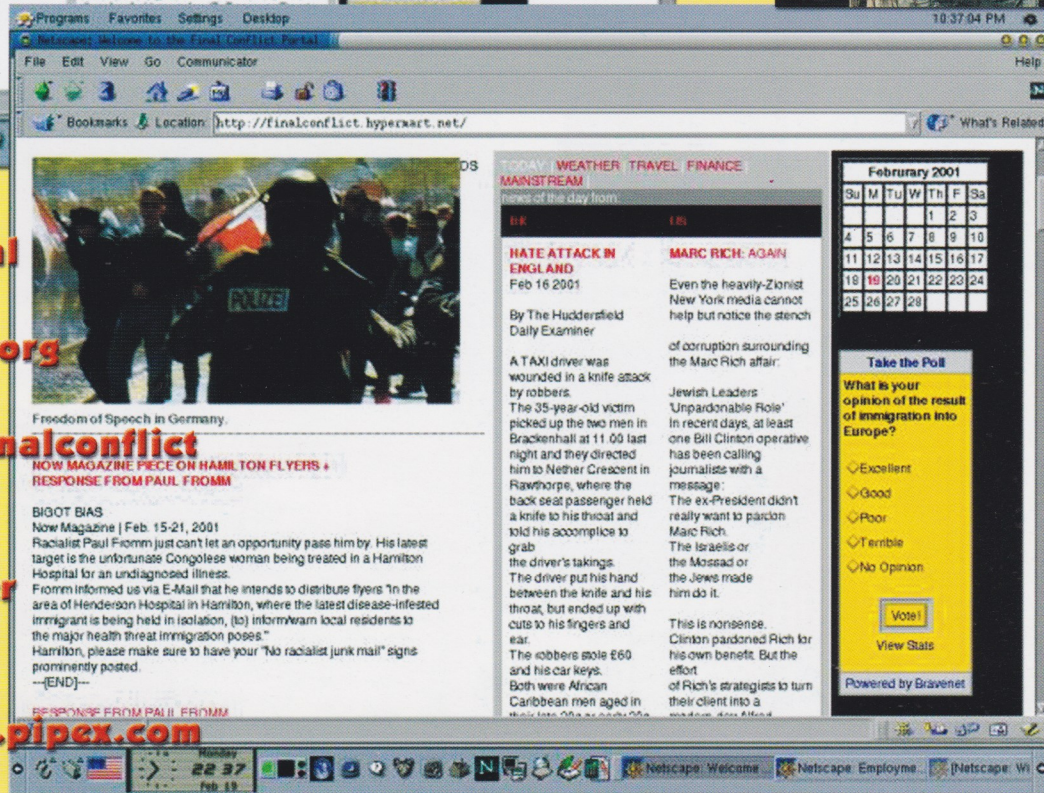 Programs Favorites Settings Desktop
10:37:04 PM
Netscape: Welcome to the Final Conflict Portal
File Edit View Go Communicator
Help
Bookmarks Location: http://finalconflict.hypermart.net/
What's Related
POLIZEI
Freedom of Speech in Germany.
NOW MAGAZINE PIECE ON HAMILTON FLYERS +
RESPONSE FROM PAUL FROMM
BIGOT BIAS
Now Magazine | Feb. 15-21, 2001
Racialist Paul Fromm just can't let an opportunity pass him by. His latest
target is the unfortunate Congolese woman being treated in a Hamilton
Hospital for an undiagnosed illness.
Fromm informed us via E-Mail that he intends to distribute flyers "in the
area of Henderson Hospital in Hamilton, where the latest disease-infested
immigrant is being held in isolation, (to) inform/warn local residents to
the major health threat immigration poses."
Hamilton, please make sure to have your "No racialist junk mail" signs
prominently posted.
---{END}---
RESPONSE FROM PAUL FROMM
TODAY | WEATHER | TRAVEL | FINANCE |
MAINSTREAM |
news of the day from:
UK
US
HATE ATTACK IN
ENGLAND
Feb 16 2001
By The Huddersfield
Daily Examiner
A TAXI driver was
wounded in a knife attack
by robbers.
The 35-year-old victim
picked up the two men in
Brackenhall at 11.00 last
night and they directed
him to Nether Crescent in
Rawthorpe, where the
back seat passenger held
a knife to his throat and
told his accomplice to
grab
the driver's takings.
The driver put his hand
between the knife and his
throat, but ended up with
cuts to his fingers and
ear.
The robbers stole £60
and his car keys.
Both were African
Caribbean men aged in
their late 20s or early 30s
MARC RICH: AGAIN
Even the heavily-Zionist
New York media cannot
help but notice the stench
of corruption surrounding
the Marc Rich affair:
Jewish Leaders
'Unpardonable Role'
In recent days, at least
one Bill Clinton operative
has been calling
journalists with a
message:
The ex-President didn't
really want to pardon
Marc Rich.
The Israelis or
the Mossad or
the Jews made
him do it.
This is nonsense.
Clinton pardoned Rich for
his own benefit. But the
effort
of Rich's strategists to turn
their client into a
modern-day Alfred
Februrary 2001
Su M Tu W Th F Sa
1 2 3
4 5 6 7 8 9 10
11 12 13 14 15 16 17
18 19 20 21 22 23 24
25 26 27 28
Take the Poll
What is your
opinion of the result
of immigration into
Europe?
Excellent
Good
Poor
Terrible
No Opinion
Vote!
View Stats
Powered by Bravenet
al
org
nalconflict
r
.pipex.com
Monday
22 37
Feb 19
Netscape: Welcome...
Netscape: Employme...
[Netscape: Wi